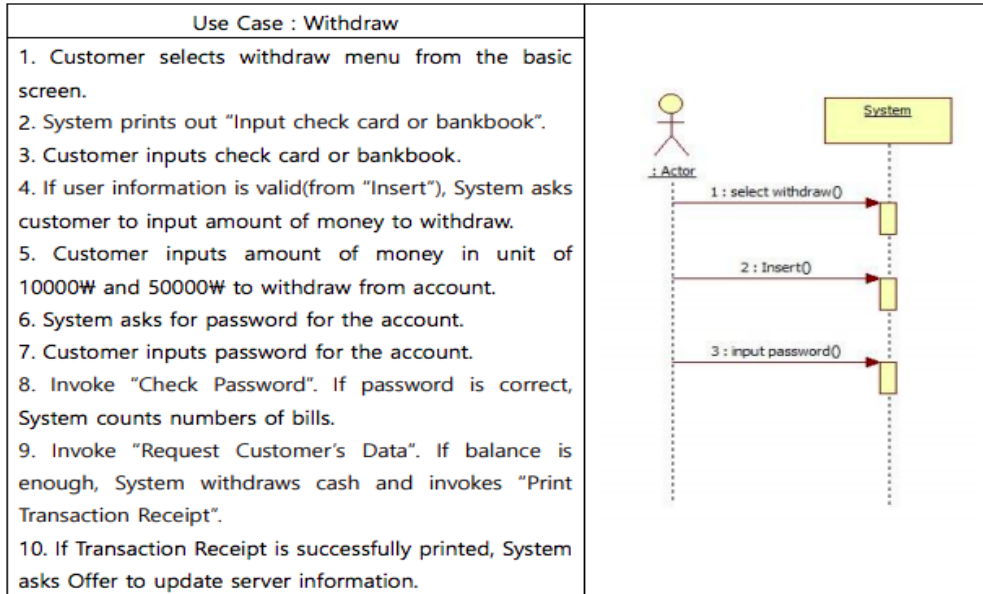 Use Case : Withdraw
1. Customer selects withdraw menu from the basic
screen.
2. System prints out “Input check card or bankbook”.
3. Customer inputs check card or bankbook.
4. If user information is valid(from “Insert”), System asks
customer to input amount of money to withdraw.
5. Customer inputs amount of money in unit of
10000₩ and 50000₩ to withdraw from account.
6. System asks for password for the account.
7. Customer inputs password for the account.
8. Invoke “Check Password”. If password is correct,
System counts numbers of bills.
9. Invoke “Request Customer’s Data”. If balance is
enough, System withdraws cash and invokes “Print
Transaction Receipt”.
10. If Transaction Receipt is successfully printed, System
asks Offer to update server information.
System
: Actor
1 : select withdraw()
2 : Insert()
3 : input password()